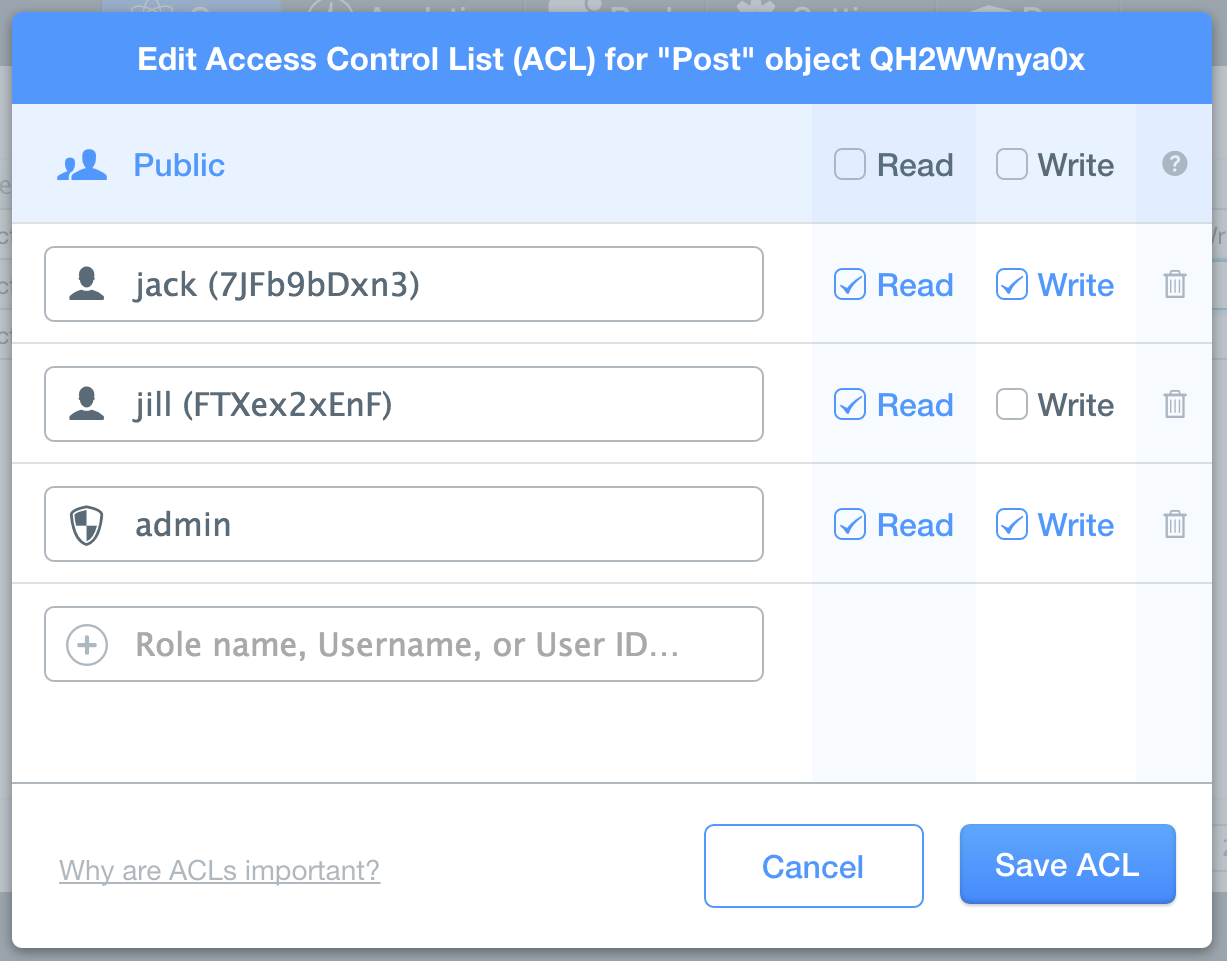 Edit Access Control List (ACL) for "Post" object QH2WWnya0x
Public Read Write ?
jack (7JFb9bDxn3) Read Write
jill (FTXex2xEnF) Read Write
admin Read Write
Role name, Username, or User ID...
Why are ACLs important? Cancel Save ACL